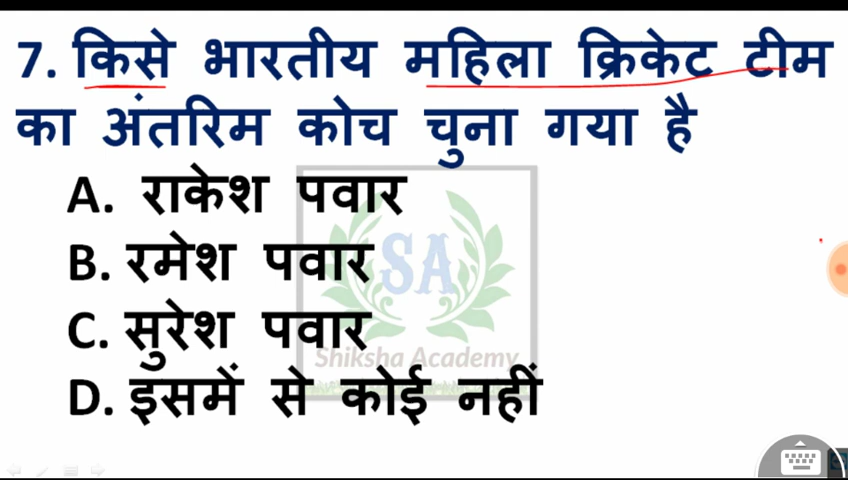 7. किसे भारतीय महिला क्रिकेट टीम
का अंतरिम कोच चुना गया है
A. राकेश पवार
B. रमेश पवार
C. सुरेश पवार
D. इसमें से कोई नहीं
SA
Shiksha Academy